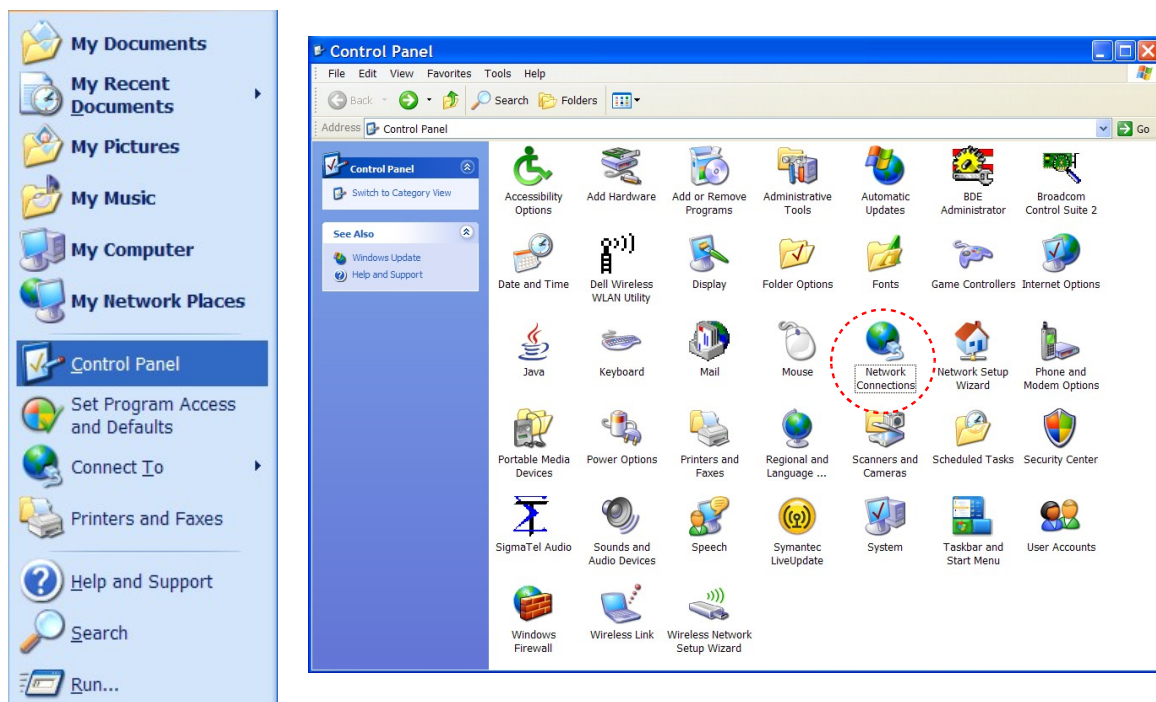 My Documents
My Recent
Documents
My Pictures
My Music
My Computer
My Network Places
Control Panel
Set Program Access
and Defaults
Connect To
Printers and Faxes
Help and Support
Search
Run...
Control Panel
File Edit View Favorites Tools Help
Back Search Folders
Address Control Panel Go
Control Panel
Switch to Category View
See Also
Windows Update
Help and Support
Accessibility
Options
Add Hardware
Add or Remove
Programs
Administrative
Tools
Automatic
Updates
BDE
Administrator
Broadcom
Control Suite 2
Date and Time
Dell Wireless
WLAN Utility
Display
Folder Options
Fonts
Game Controllers
Internet Options
Java
Keyboard
Mail
Mouse
Network
Connections
Network Setup
Wizard
Phone and
Modem Options
Portable Media
Devices
Power Options
Printers and
Faxes
Regional and
Language ...
Scanners and
Cameras
Scheduled Tasks
Security Center
SigmaTel Audio
Sounds and
Audio Devices
Speech
Symantec
LiveUpdate
System
Taskbar and
Start Menu
User Accounts
Windows
Firewall
Wireless Link
Wireless Network
Setup Wizard